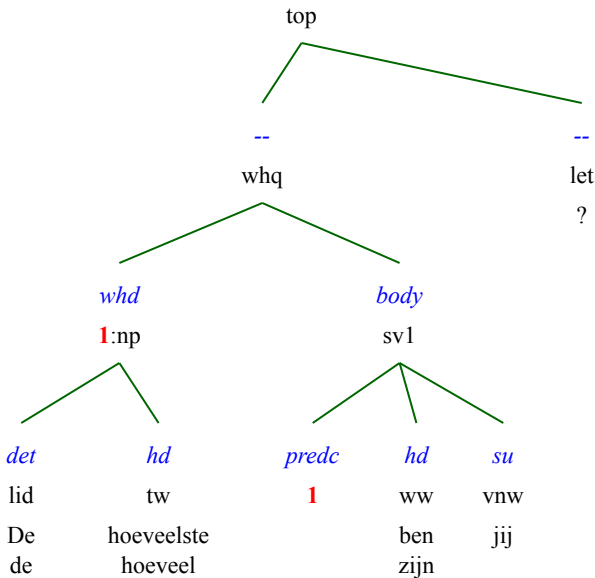 top
-- --
whq let
?
whd body
1:np sv1
det hd predc hd su
lid tw 1 ww vnw
De hoeveelste ben jij
de hoeveel zijn